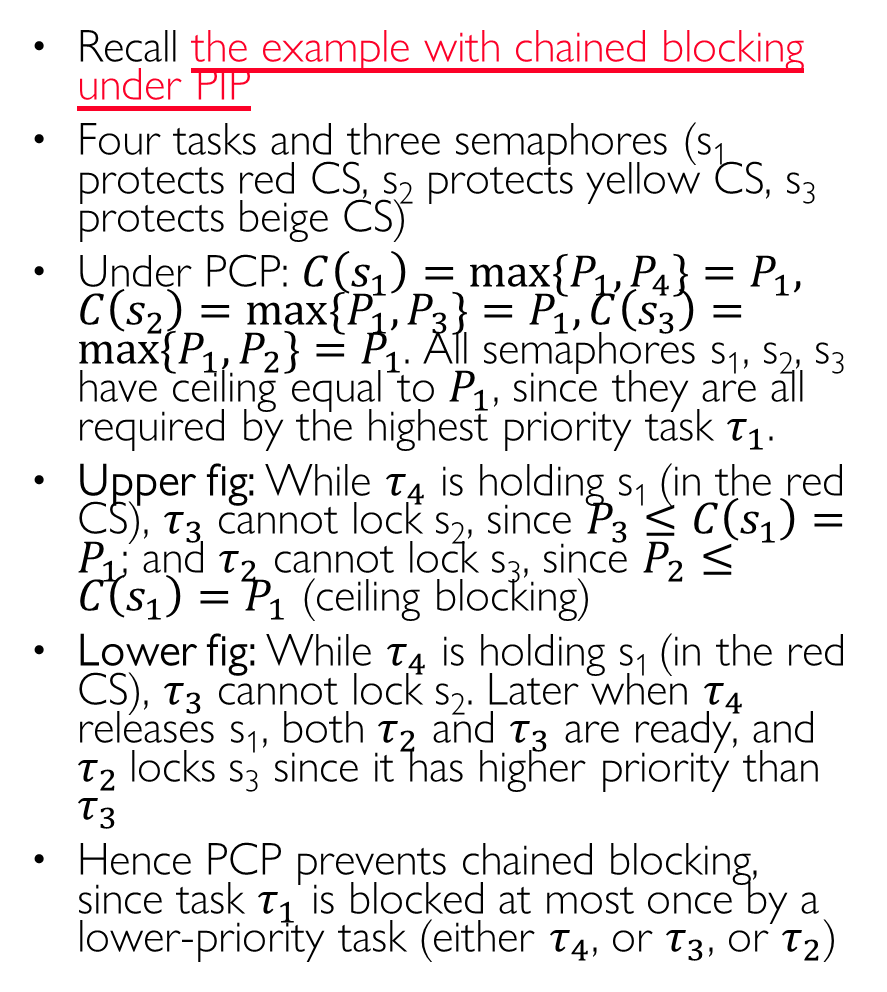 • Recall the example with chained blocking
under PIP
• Four tasks and three semaphores (s₁
protects red CS, s₂ protects yellow CS, s₃
protects beige CS)
• Under PCP: 𝑪(𝒔₁) = max{𝑷₁, 𝑷₄} = 𝑷₁,
𝑪(𝒔₂) = max{𝑷₁, 𝑷₃} = 𝑷₁, 𝑪(𝒔₃) =
max{𝑷₁, 𝑷₂} = 𝑷₁. All semaphores s₁, s₂, s₃
have ceiling equal to 𝑷₁, since they are all
required by the highest priority task 𝝉₁.
• Upper fig: While 𝝉₄ is holding s₁ (in the red
CS), 𝝉₃ cannot lock s₂, since 𝑷₃ ≤ 𝑪(𝒔₁) =
𝑷₁; and 𝝉₂ cannot lock s₃, since 𝑷₂ ≤
𝑪(𝒔₁) = 𝑷₁ (ceiling blocking)
• Lower fig: While 𝝉₄ is holding s₁ (in the red
CS), 𝝉₃ cannot lock s₂. Later when 𝝉₄
releases s₁, both 𝝉₂ and 𝝉₃ are ready, and
𝝉₂ locks s₃ since it has higher priority than
𝝉₃
• Hence PCP prevents chained blocking,
since task 𝝉₁ is blocked at most once by a
lower-priority task (either 𝝉₄, or 𝝉₃, or 𝝉₂)